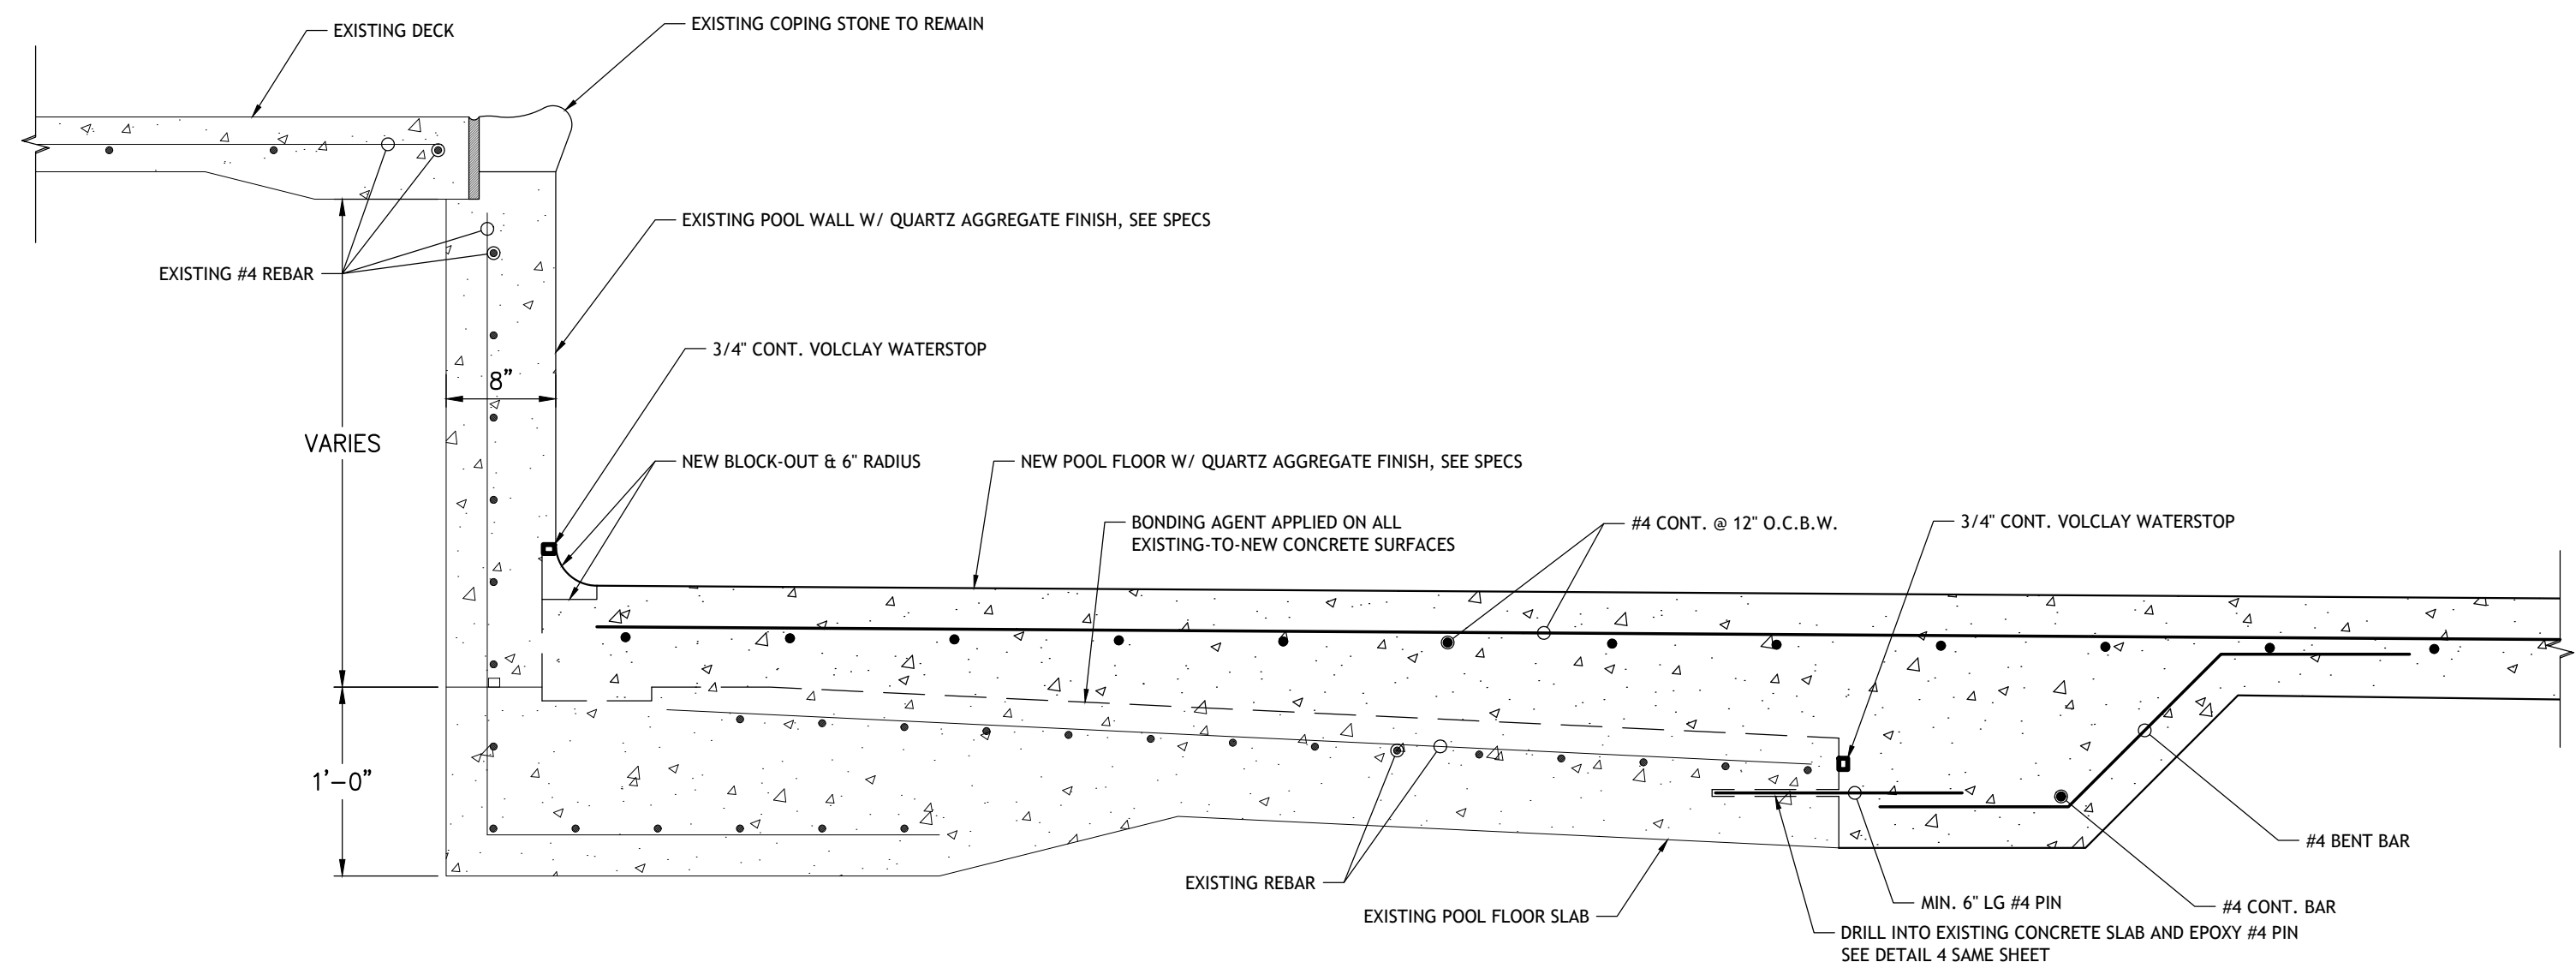 EXISTING COPING STONE TO REMAIN
EXISTING DECK
EXISTING POOL WALL W/ QUARTZ AGGREGATE FINISH, SEE SPECS
EXISTING #4 REBAR
3/4" CONT. VOLCLAY WATERSTOP
8"
VARIES
NEW BLOCK-OUT & 6" RADIUS
NEW POOL FLOOR W/ QUARTZ AGGREGATE FINISH, SEE SPECS
BONDING AGENT APPLIED ON ALL
EXISTING-TO-NEW CONCRETE SURFACES
#4 CONT. @ 12" O.C.B.W.
3/4" CONT. VOLCLAY WATERSTOP
1'-0"
#4 BENT BAR
EXISTING REBAR
MIN. 6" LG #4 PIN
#4 CONT. BAR
EXISTING POOL FLOOR SLAB
DRILL INTO EXISTING CONCRETE SLAB AND EPOXY #4 PIN
SEE DETAIL 4 SAME SHEET